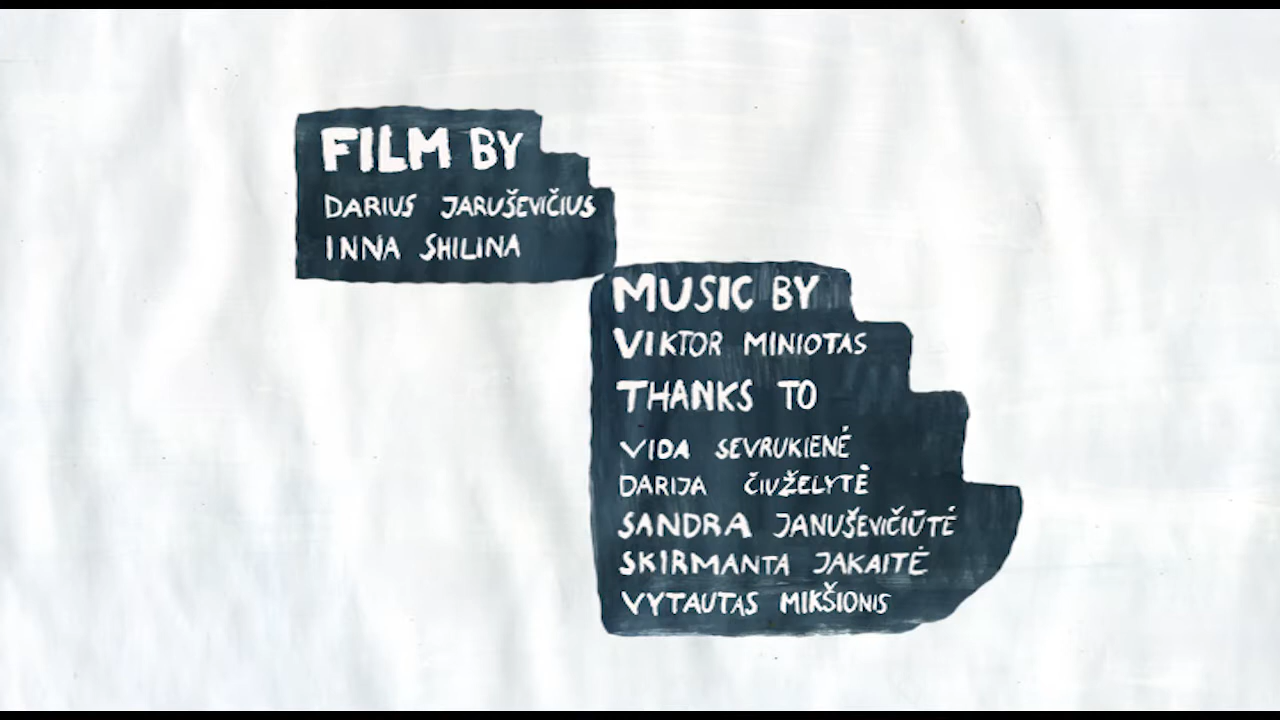 FILM BY
DARIUS JARUŠEVIČIUS
INNA SHILINA
MUSIC BY
VIKTOR MINIOTAS
THANKS TO
VIDA SEVRUKIENĖ
DARIJA ČIUŽELYTĖ
SANDRA JANUŠEVIČIŪTĖ
SKIRMANTA JAKAITĖ
VYTAUTAS MIKŠIONIS